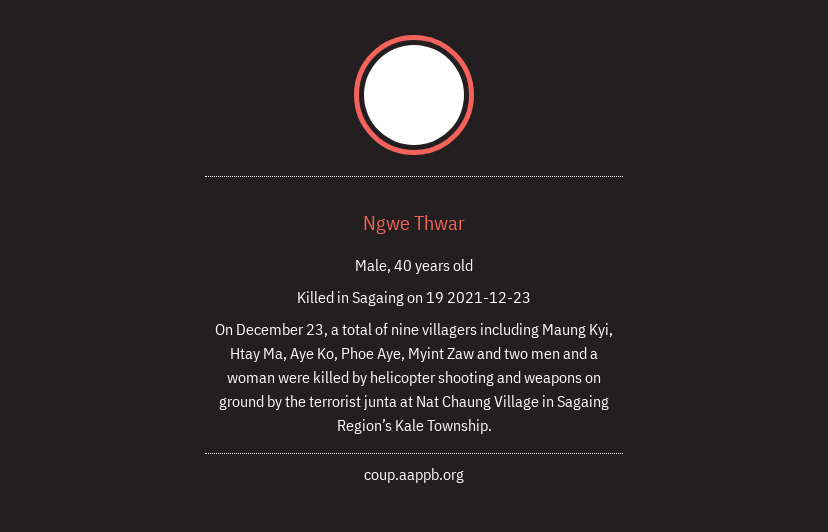 Ngwe Thwar
Male, 40 years old
Killed in Sagaing on 19 2021-12-23
On December 23, a total of nine villagers including Maung Kyi,
Htay Ma, Aye Ko, Phoe Aye, Myint Zaw and two men and a
woman were killed by helicopter shooting and weapons on
ground by the terrorist junta at Nat Chaung Village in Sagaing
Region’s Kale Township.
coup.aappb.org